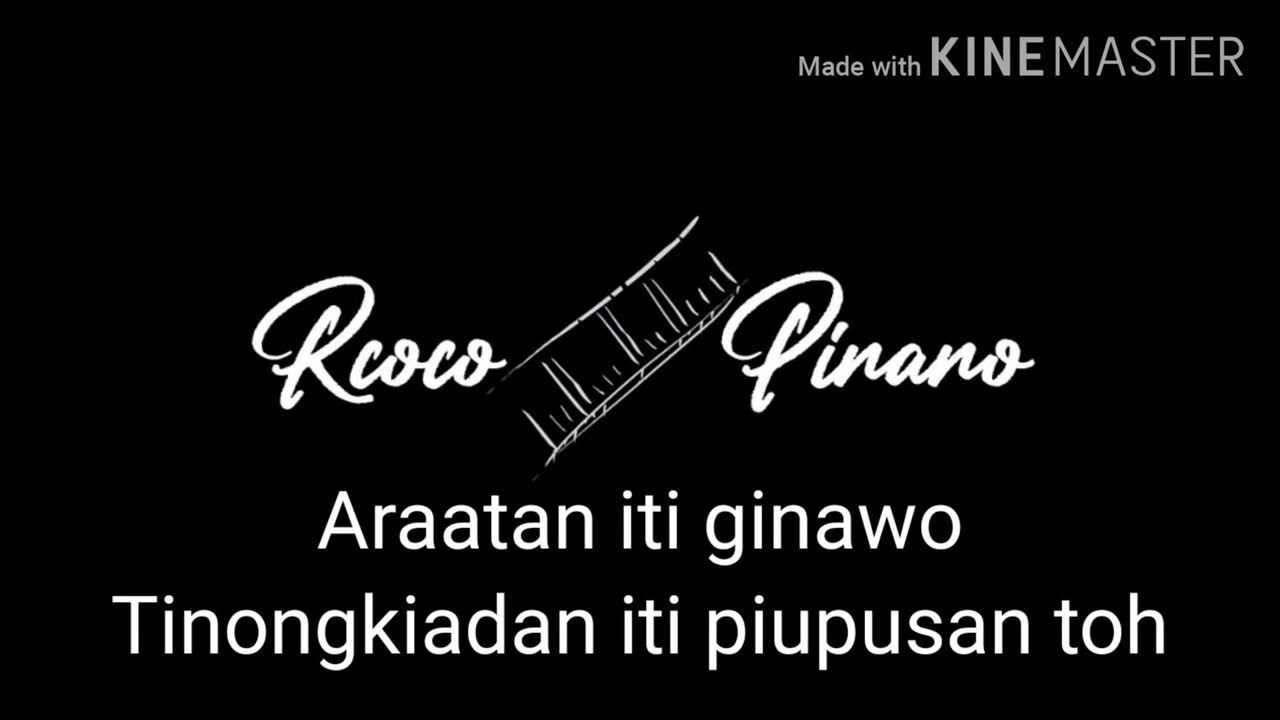 Made with KINEMASTER
Rcoco Pinano
Araatan iti ginawo
Tinongkiadan iti piupusan toh